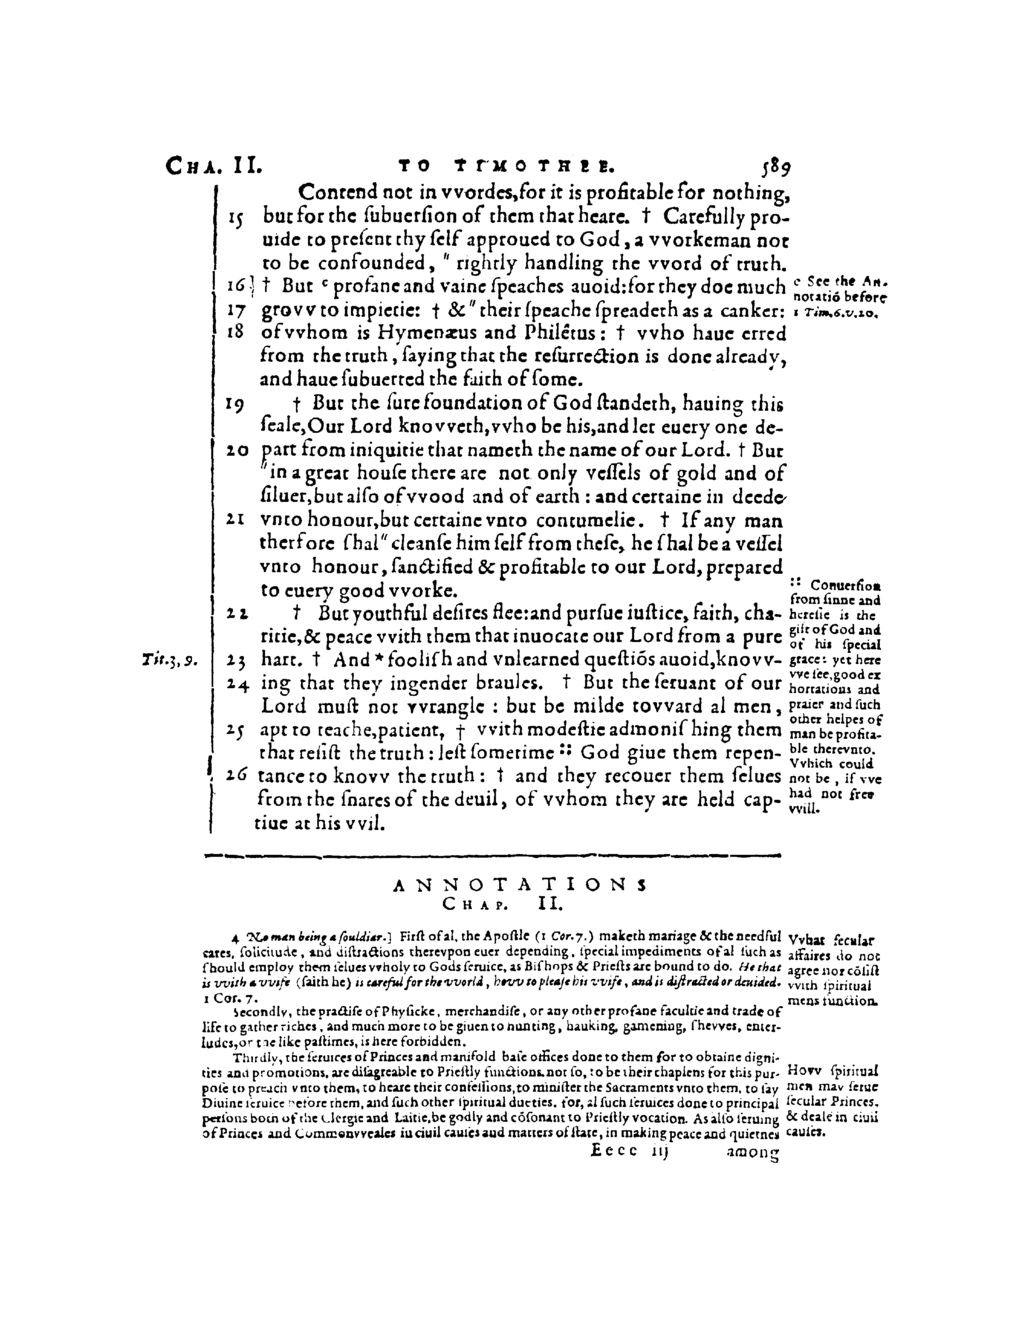 CHA. II. TO TIMOTHEE. 589
Contend not in vvordes, for it is profitable for nothing,
15 but for the ſubuerſion of them that heare. † Carefully pro-
uide to preſent thy ſelf approued to God, a vvorkeman not
to be confounded, " rightly handling the vvord of truth.
16] † But ᶜ profane and vaine ſpeaches auoid: for they doe much
17 grovv to impietie: † & " their ſpeache ſpreadeth as a canker:
18 of vvhom is Hymenæus and Philétus: † vvho haue erred
from the truth, ſaying that the reſurrection is done already,
and haue ſubuerted the faith of ſome.
19 † But the ſure foundation of God ſtandeth, hauing this
ſeale, Our Lord knovveth, vvho be his, and let euery one de-
20 part from iniquitie that nameth the name of our Lord. † But
" in a great houſe there are not only veſſels of gold and of
ſiluer, but alſo of vvood and of earth: and certaine in deede
21 vnto honour, but certaine vnto contumelie. † If any man
therfore ſhal " cleanſe him ſelf from theſe, he ſhal be a veſſel
vnto honour, ſanctified & profitable to our Lord, prepared
to euery good vvorke.
22 † But youthful deſires flee: and purſue iuſtice, faith, cha-
ritie, & peace vvith them that inuocate our Lord from a pure
23 hart. † And * fooliſh and vnlearned queſtiōs auoid, knovv-
24 ing that they ingender braules. † But the ſeruant of our
Lord muſt not vvrangle: but be milde tovvard al men,
25 apt to teache, patient, † vvith modeſtie admoniſhing them
that reſiſt the truth: leſt ſometime :: God giue them repen-
26 tance to knovv the truth: † and they recouer them ſelues
from the ſnares of the deuil, of vvhom they are held cap-
tiue at his vvil.
Tit. 3, 9.
c See the An-
notatiō before
1 Tim. 6. v. 20.
:: Conuerſion
from ſinne and
hereſie is the
gift of God and
of his ſpecial
grace: yet here
vve ſee, good ex
hortations and
praier and ſuch
other helpes of
man be profita-
ble therevnto.
Vvhich could
not be, if vve
had not free
vvill.
ANNOTATIONS
CHAP. II.
4 No man being a ſouldiar.] Firſt of al, the Apoſtle (1 Cor. 7.) maketh mariage & the needful
cares, ſolicitude, and diſtractions therevpon euer depending, ſpecial impediments of al ſuch as
ſhould employ them ſelues vvholy to Gods ſeruice, as Biſhops & Prieſts are bound to do. He that
is vvith a vvife (ſaith he) is careful for the vvorld, hovv to pleaſe his vvife, and is diſtracted or deuided.
1 Cor. 7.
Secondly, the practiſe of Phyſicke, merchandiſe, or any other profane facultie and trade of
life to gather riches, and much more to be giuen to hunting, hauking, gamening, ſhevves, enter-
ludes, or the like paſtimes, is here forbidden.
Thirdly, the ſeruices of Princes and manifold baſe offices done to them for to obtaine digni-
ties and promotions, are diſagreable to Prieſtly functions. not ſo, to be their chaplens for this pur-
poſe to preach vnto them, to heare their confeſſions, to miniſter the Sacraments vnto them, to ſay
Diuine ſeruice before them, and ſuch other ſpiritual dueties. for, al ſuch ſeruices done to principal
perſons both of the Clergie and Laitie, be godly and cōſonant to Prieſtly vocation. As alſo ſeruing
of Princes and Commonvveales in ciuil cauſes and matters of ſtate, in making peace and quietnes
Eeee iij among
Vvhat ſecular
affaires do not
agree nor cōſiſt
vvith ſpiritual
mens function.
Hovv ſpiritual
men may ſerue
ſecular Princes,
& deale in ciuil
cauſes.